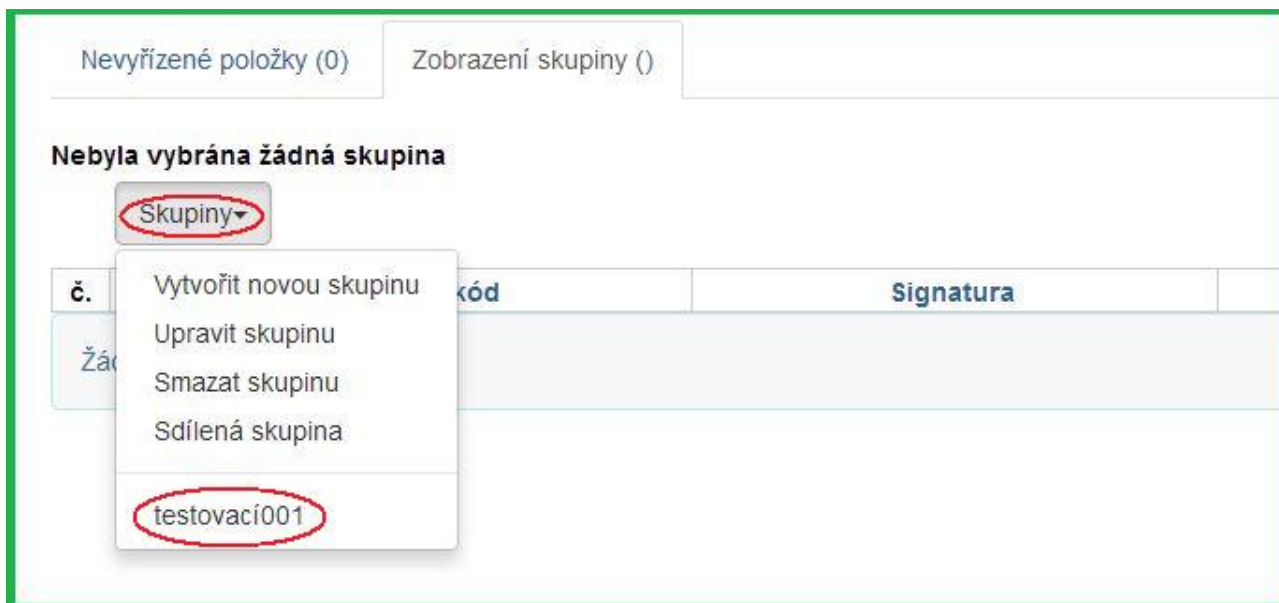 Nevyřízené položky (0) Zobrazení skupiny ()
Nebyla vybrána žádná skupina
Skupiny
č. kód Signatura
Vytvořit novou skupinu
Upravit skupinu
Smazat skupinu
Sdílená skupina
testovací001